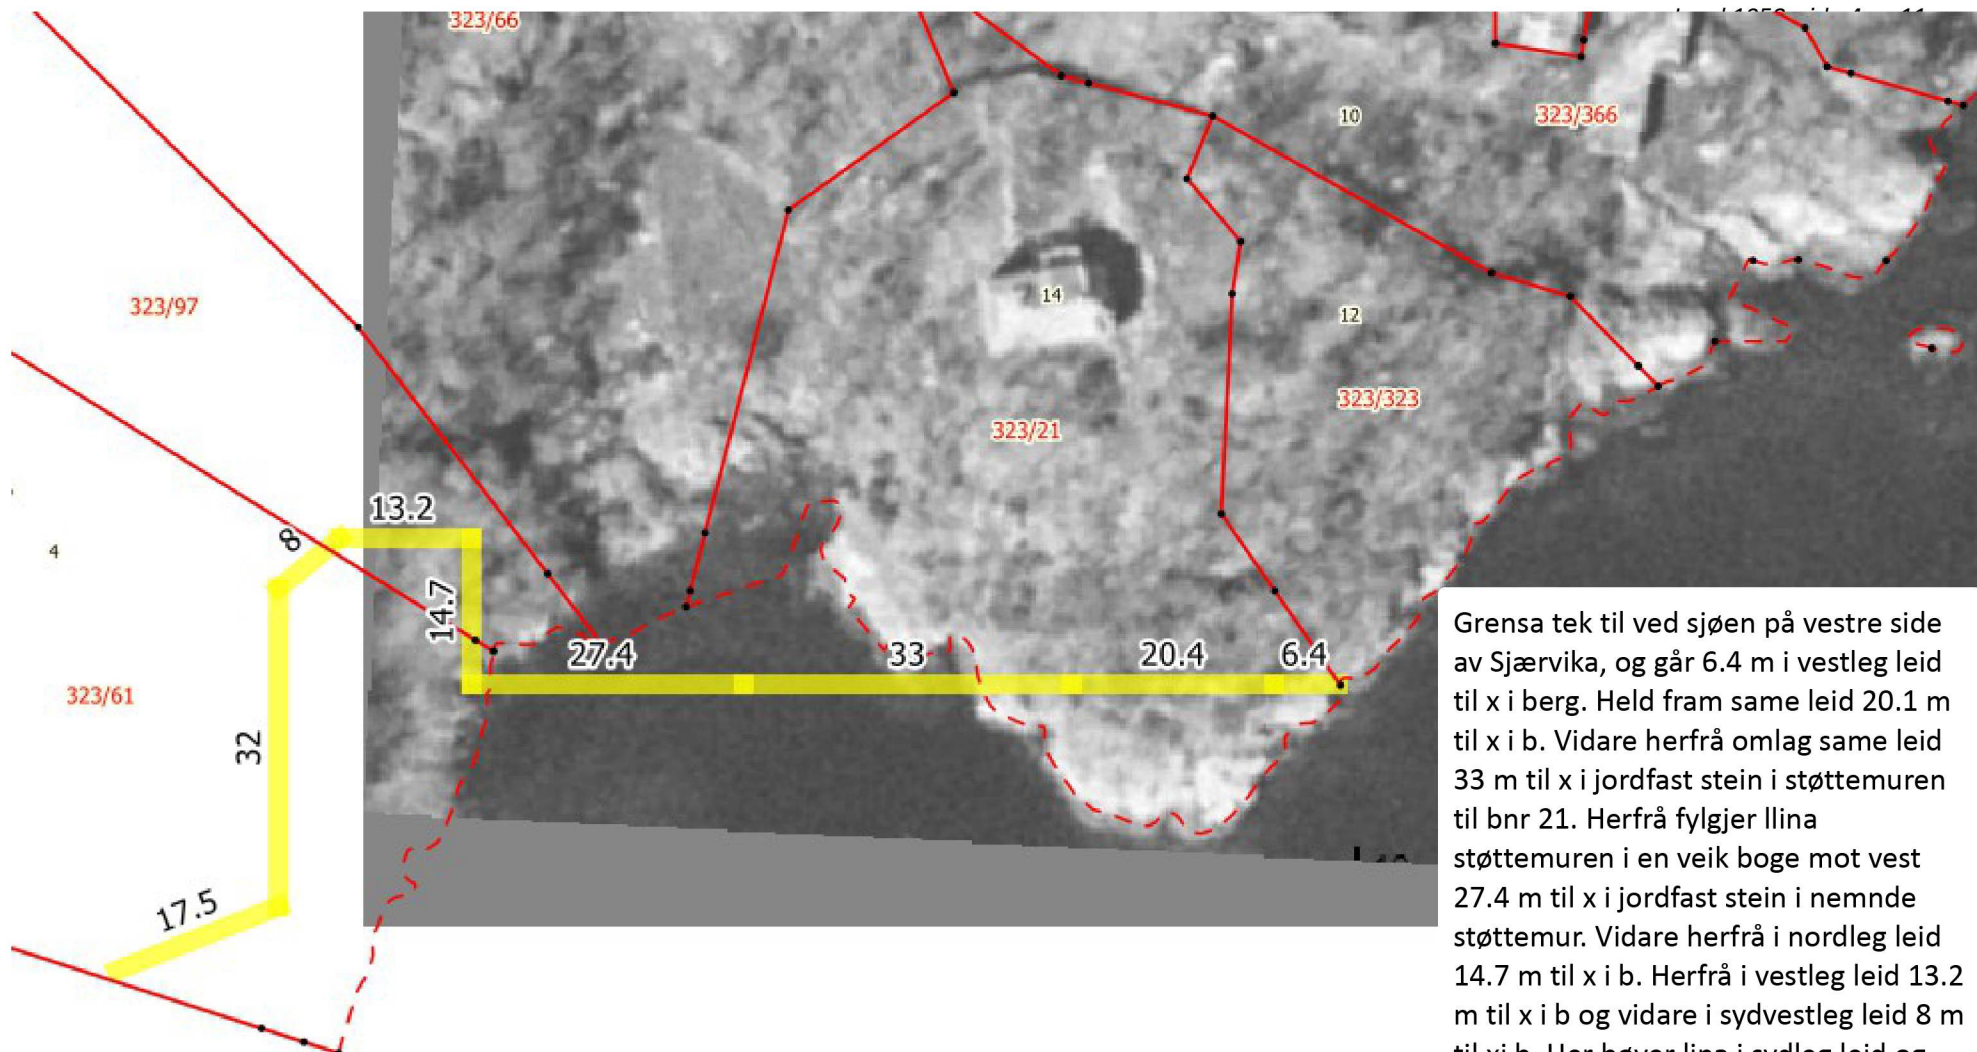 323/66
10
323/366
323/97
14
12
323/323
323/21
13.2
8
4
14.7
27.4
33
20.4
6.4
323/61
32
17.5
Grensa tek til ved sjøen på vestre side
av Sjærvika, og går 6.4 m i vestleg leid
til x i berg. Held fram same leid 20.1 m
til x i b. Vidare herfrå omlag same leid
33 m til x i jordfast stein i støttemuren
til bnr 21. Herfrå fylgjer llina
støttemuren i en veik boge mot vest
27.4 m til x i jordfast stein i nemnde
støttemur. Vidare herfrå i nordleg leid
14.7 m til x i b. Herfrå i vestleg leid 13.2
m til x i b og vidare i sydvestleg leid 8 m